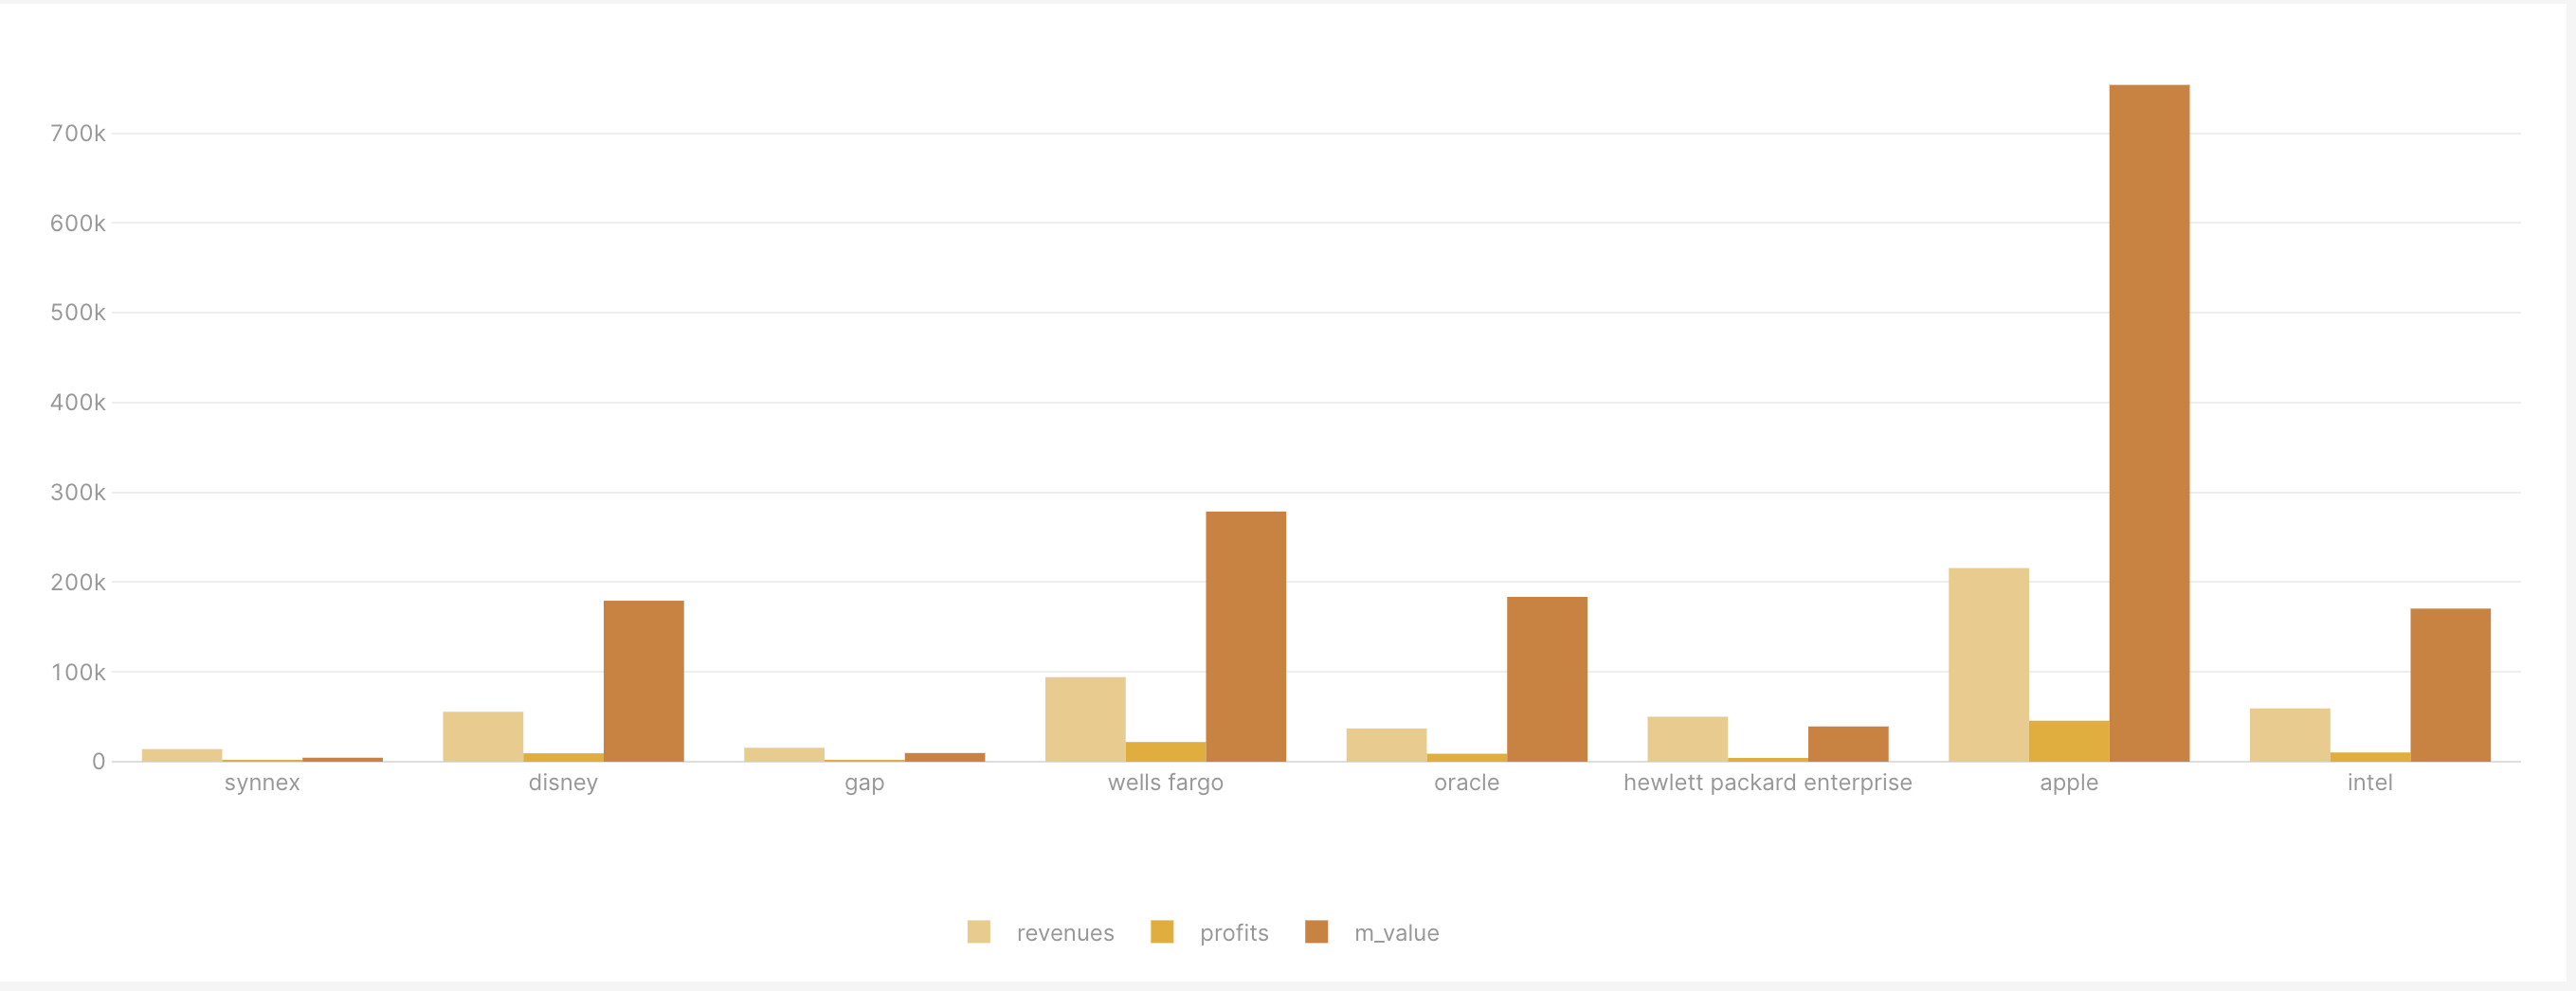 700k
600k
500k
400k
300k
200k
100k
0
synnex disney gap wells fargo oracle hewlett packard enterprise apple intel
revenues profits m_value